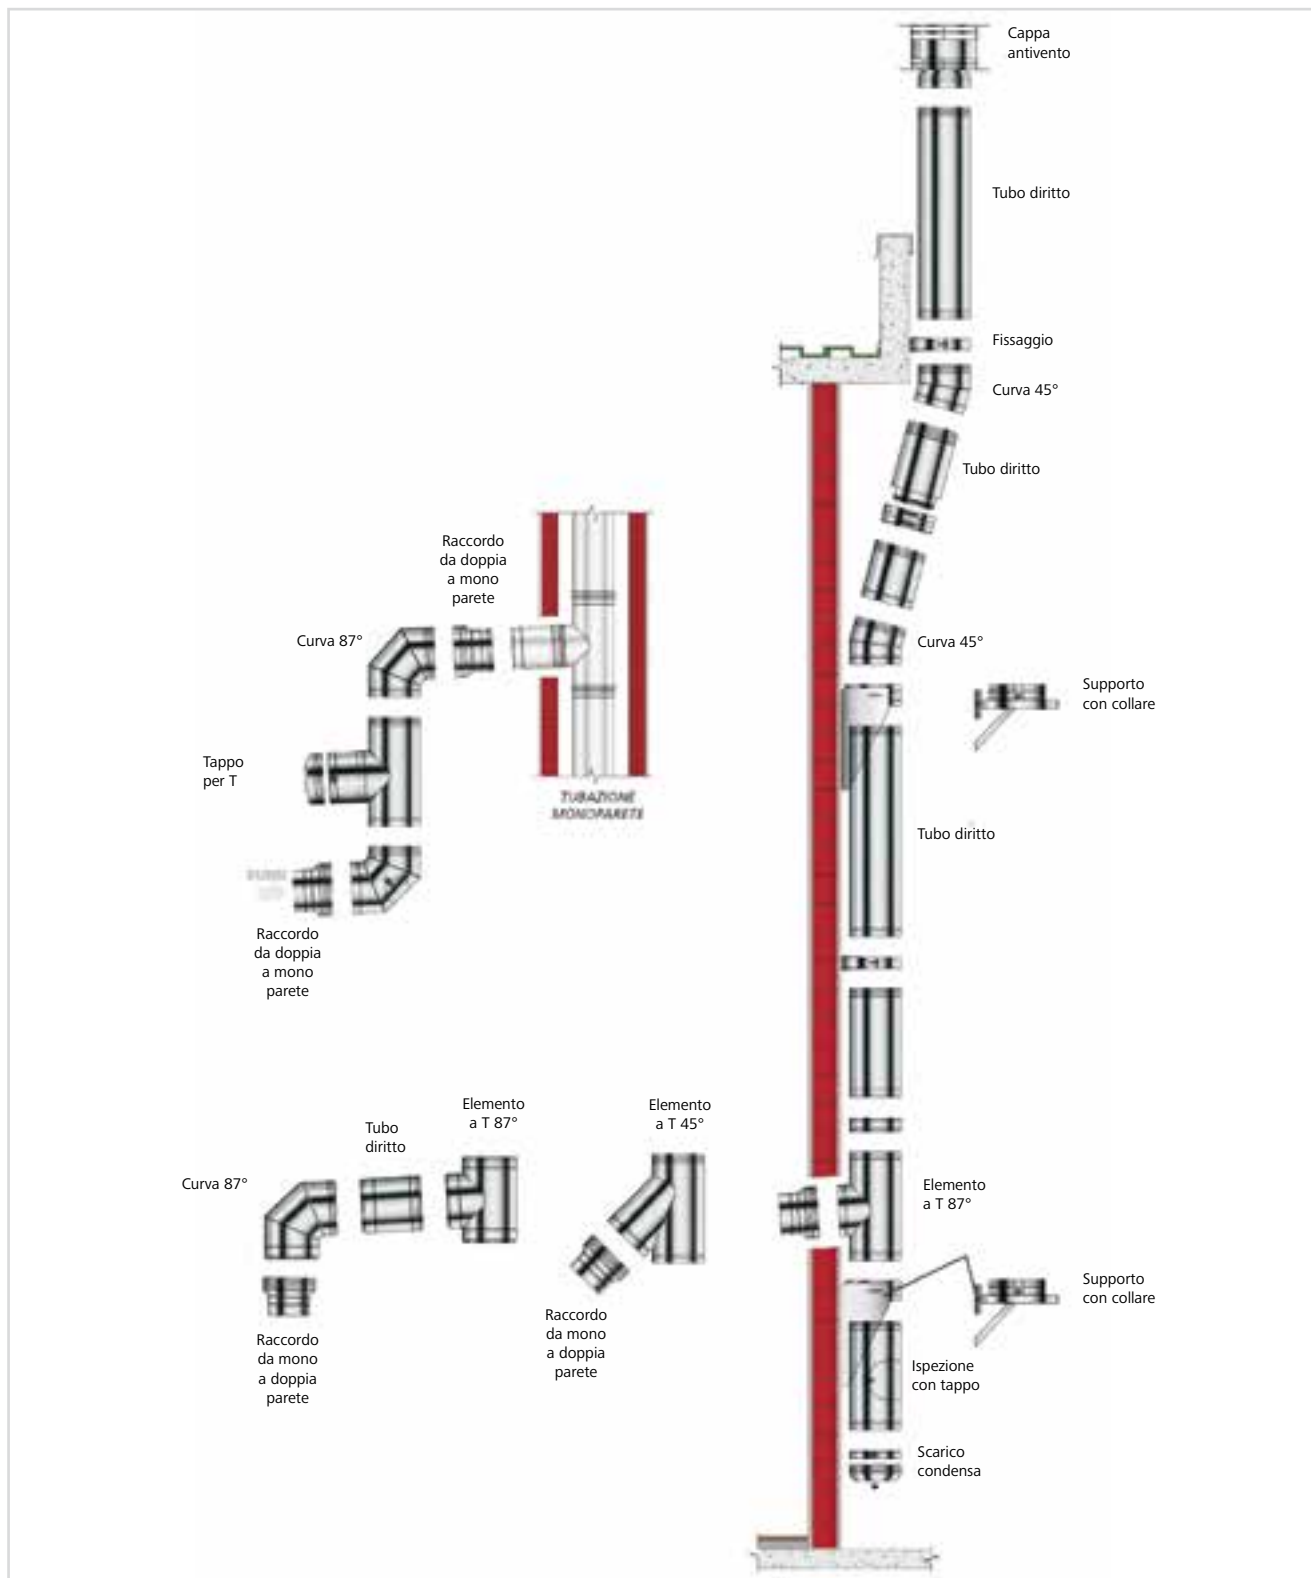 Cappa
antivento
Tubo diritto
Fissaggio
Curva 45°
Tubo diritto
Raccordo
da doppia
a mono
parete
Curva 87°
Curva 45°
Supporto
con collare
Tappo
per T
TUBAZIONE
MONOPARETE
Tubo diritto
Raccordo
da doppia
a mono
parete
Elemento
a T 87°
Elemento
a T 45°
Tubo
diritto
Curva 87°
Elemento
a T 87°
Supporto
con collare
Raccordo
da mono
a doppia
parete
Raccordo
da mono
a doppia
parete
Ispezione
con tappo
Scarico
condensa